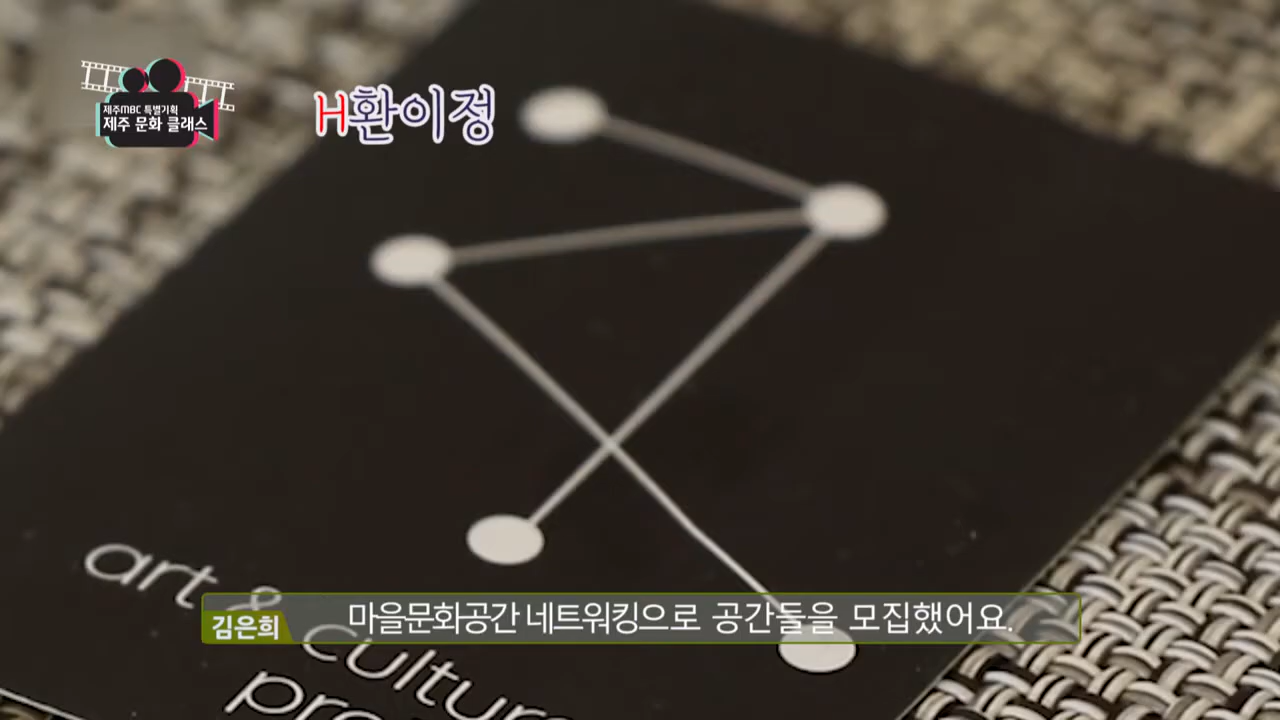 제주MBC 특별기획
제주 문화 클래스
H환이정
art &
김은희
마을문화공간 네트워킹으로 공간들을 모집했어요.